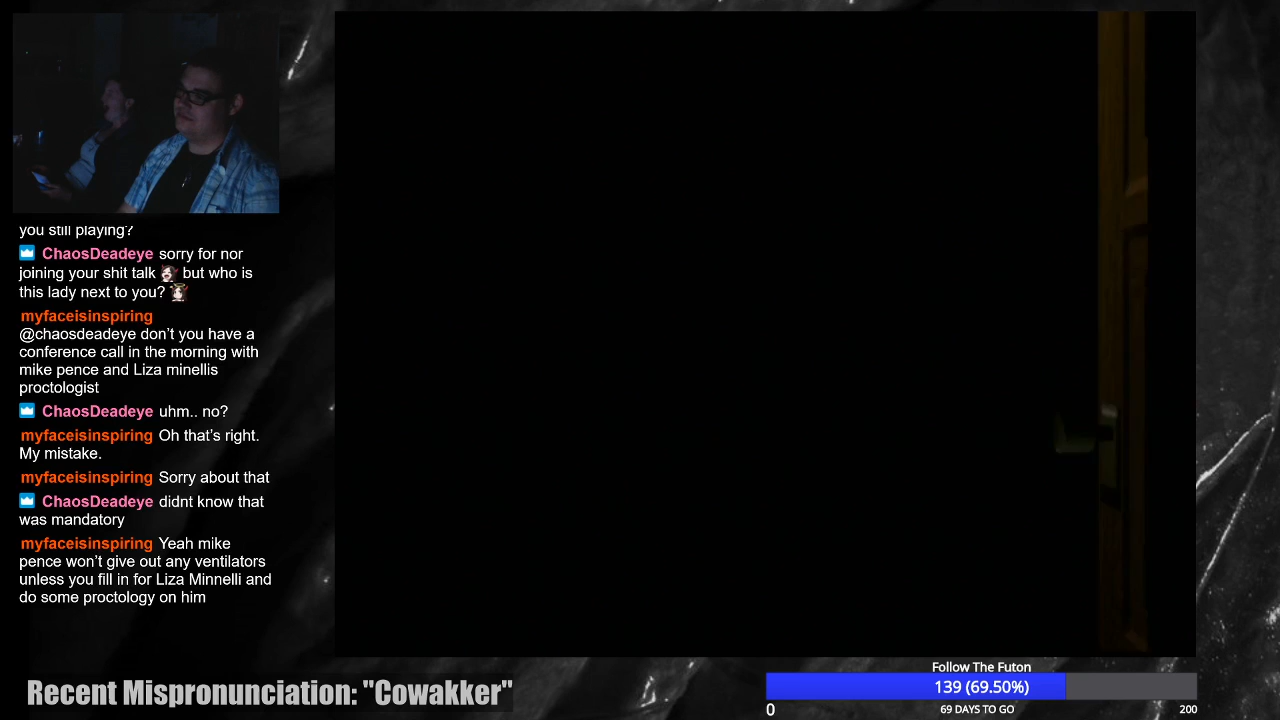 you still playing?
ChaosDeadeye sorry for nor
joining your shit talk but who is
this lady next to you?
myfaceisinspiring
@chaosdeadeye don't you have a
conference call in the morning with
mike pence and Liza minellis
proctologist
ChaosDeadeye uhm.. no?
myfaceisinspiring Oh that's right.
My mistake.
myfaceisinspiring Sorry about that
ChaosDeadeye didnt know that
was mandatory
myfaceisinspiring Yeah mike
pence won't give out any ventilators
unless you fill in for Liza Minnelli and
do some proctology on him
Recent Mispronunciation: "Cowakker"
Follow The Futon
139 (69.50%)
0
69 DAYS TO GO
200